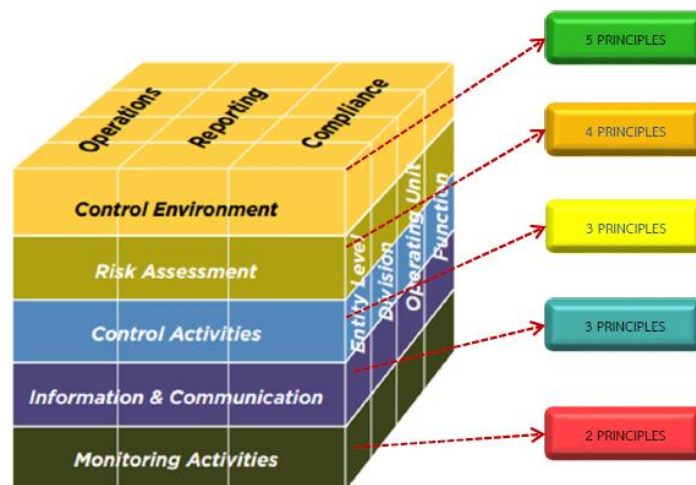 Operations
Reporting
Compliance
Control Environment
Risk Assessment
Control Activities
Information & Communication
Monitoring Activities
Entity Level
Division
Operating Unit
Function
5 PRINCIPLES
4 PRINCIPLES
3 PRINCIPLES
3 PRINCIPLES
2 PRINCIPLES